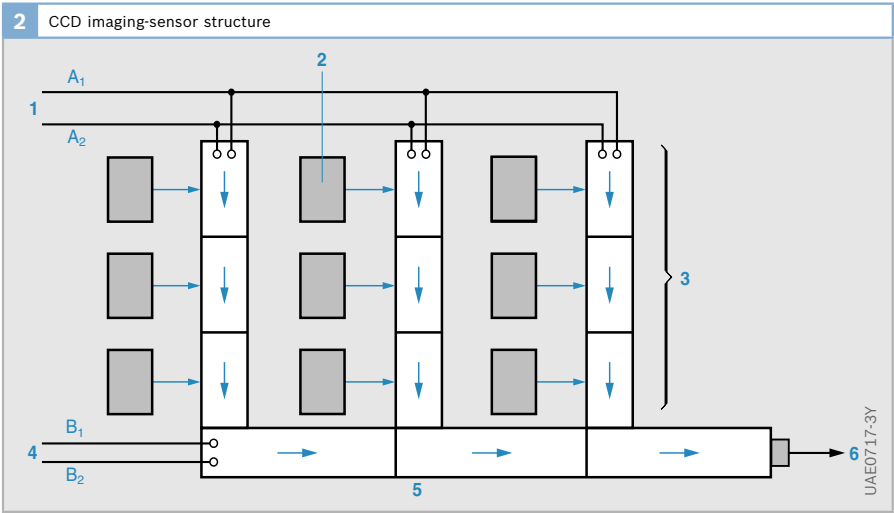 2 CCD imaging-sensor structure
2
A₁
1
A₂
3
B₁
4
B₂
5
6
UAE0717-3Y